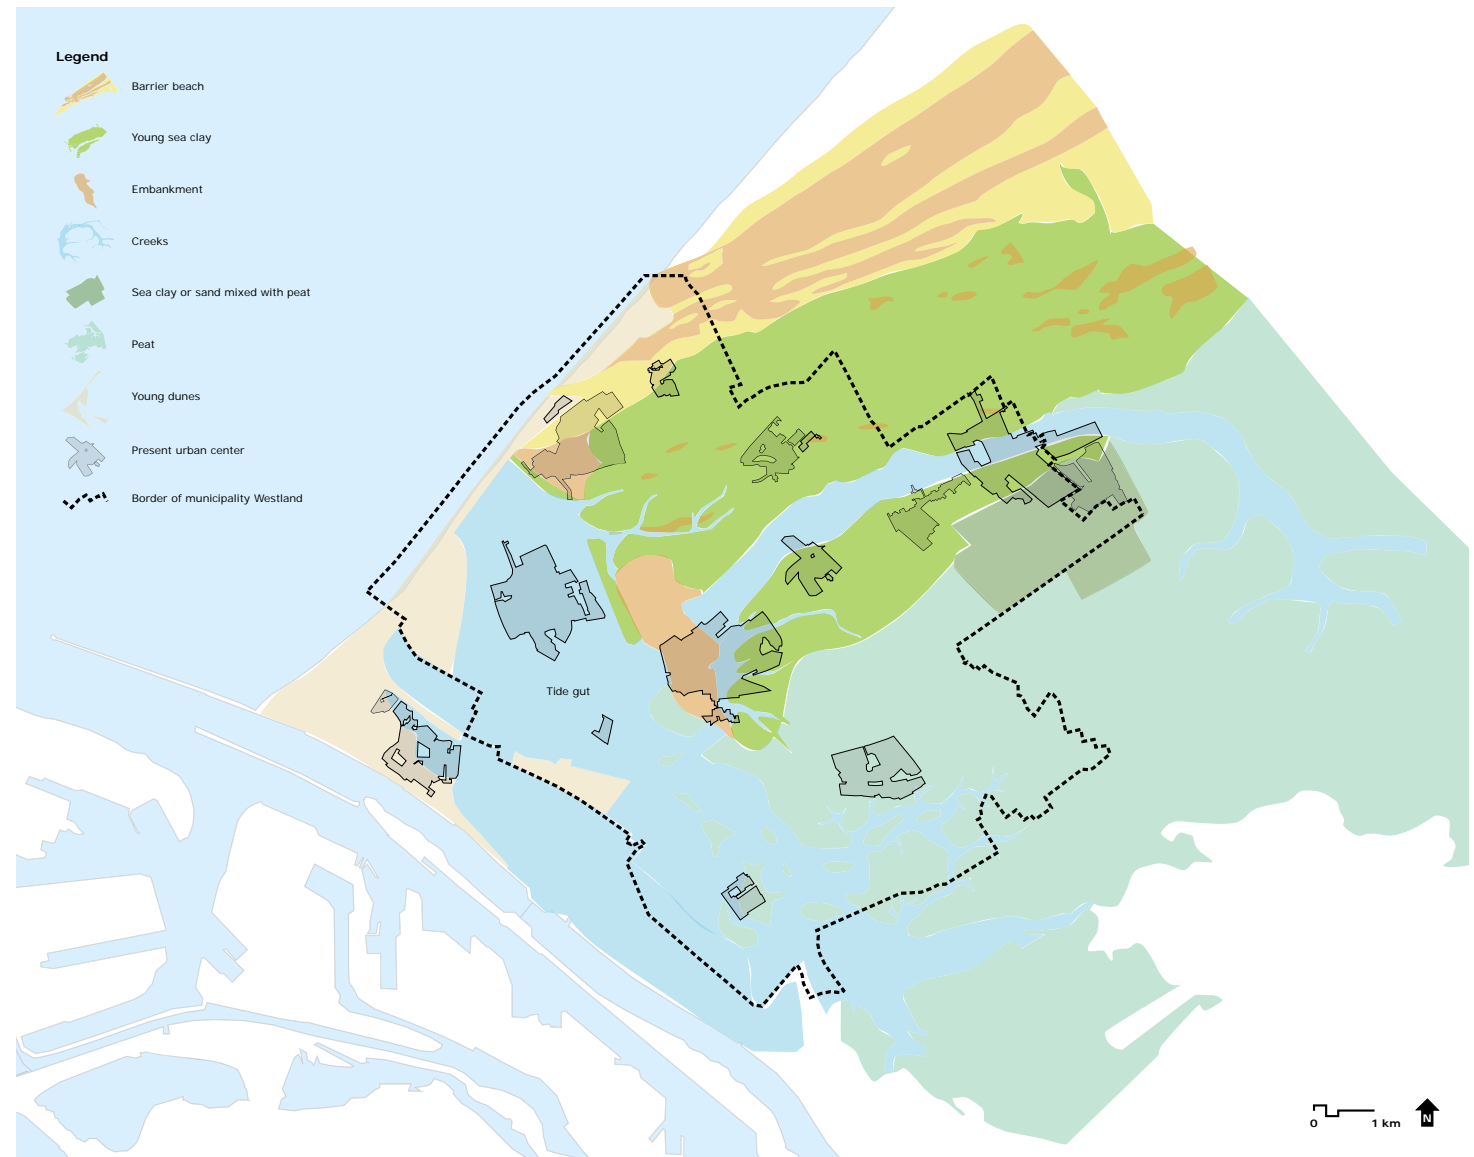 Legend
Barrier beach
Young sea clay
Embankment
Creeks
Sea clay or sand mixed with peat
Peat
Young dunes
Present urban center
Border of municipality Westland
Tide gut
0 1 km
N